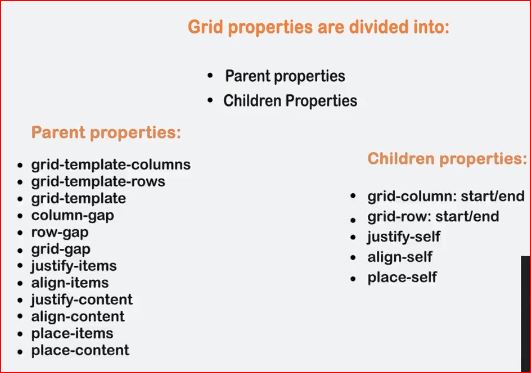 Grid properties are divided into:
• Parent properties
• Children Properties
Parent properties:
• grid-template-columns
• grid-template-rows
• grid-template
• column-gap
• row-gap
• grid-gap
• justify-items
• align-items
• justify-content
• align-content
• place-items
• place-content
Children properties:
• grid-column: start/end
• grid-row: start/end
• justify-self
• align-self
• place-self